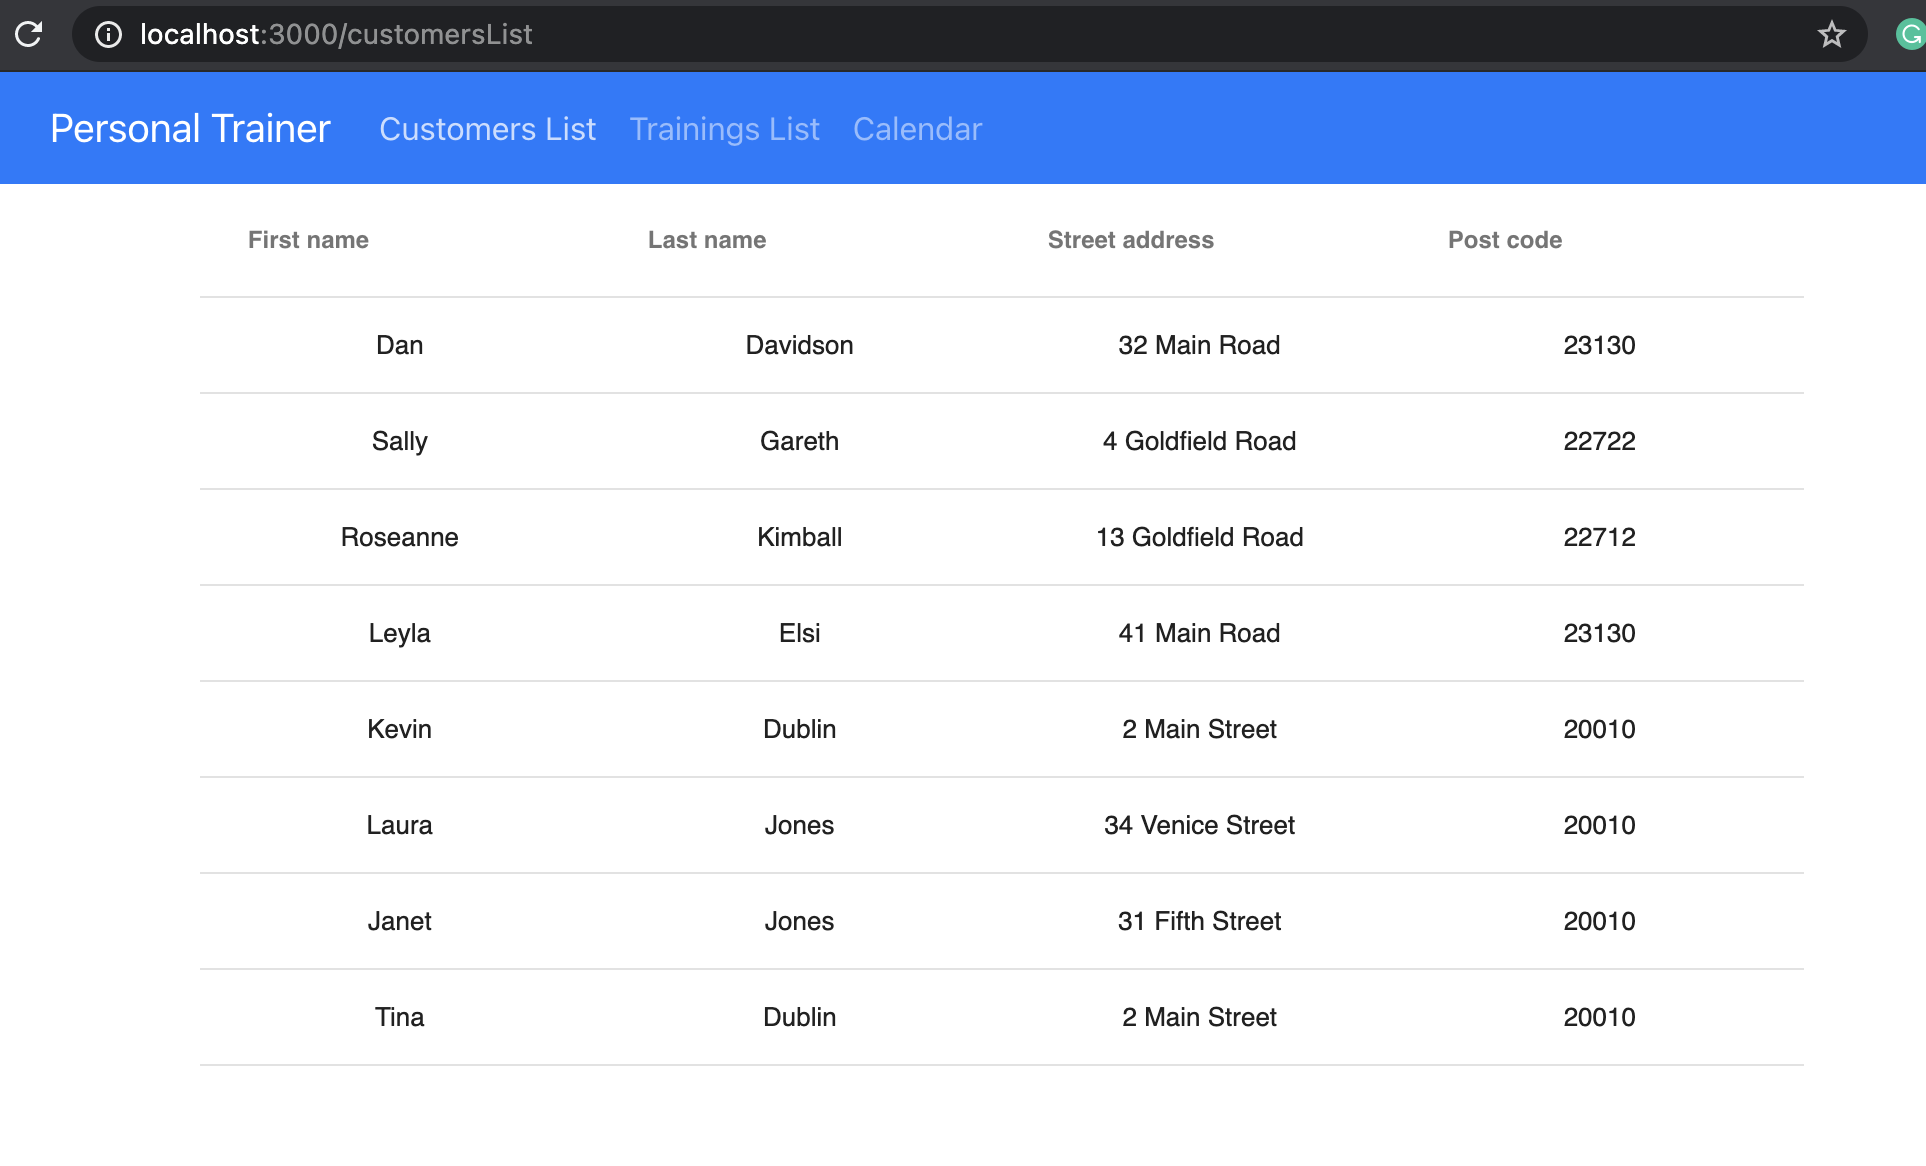 localhost:3000/customersList
G
Personal Trainer Customers List Trainings List Calendar
First name Last name Street address Post code
Dan Davidson 32 Main Road 23130
Sally Gareth 4 Goldfield Road 22722
Roseanne Kimball 13 Goldfield Road 22712
Leyla Elsi 41 Main Road 23130
Kevin Dublin 2 Main Street 20010
Laura Jones 34 Venice Street 20010
Janet Jones 31 Fifth Street 20010
Tina Dublin 2 Main Street 20010